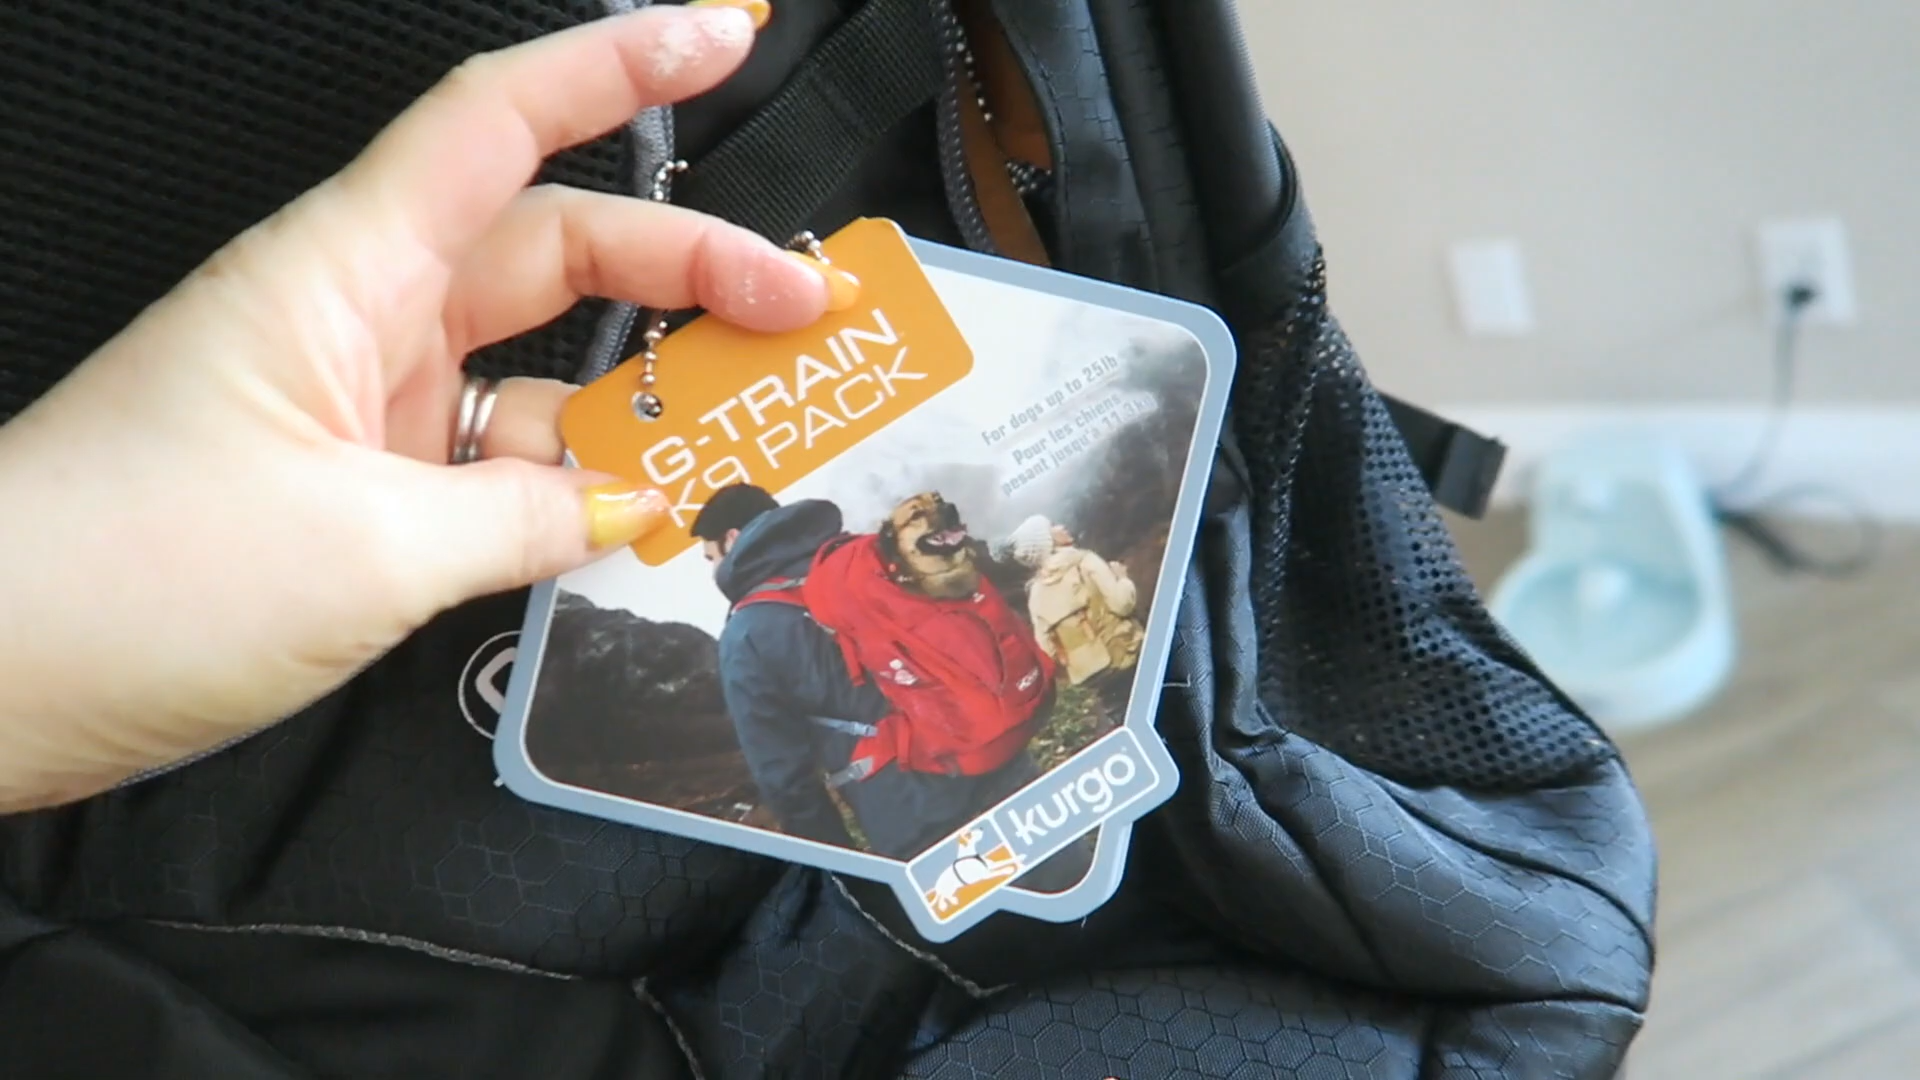 G-TRAIN
K9 PACK
For dogs up to 25lb
Pour les chiens
pesant jusqu'à 11.3kg
kurgo